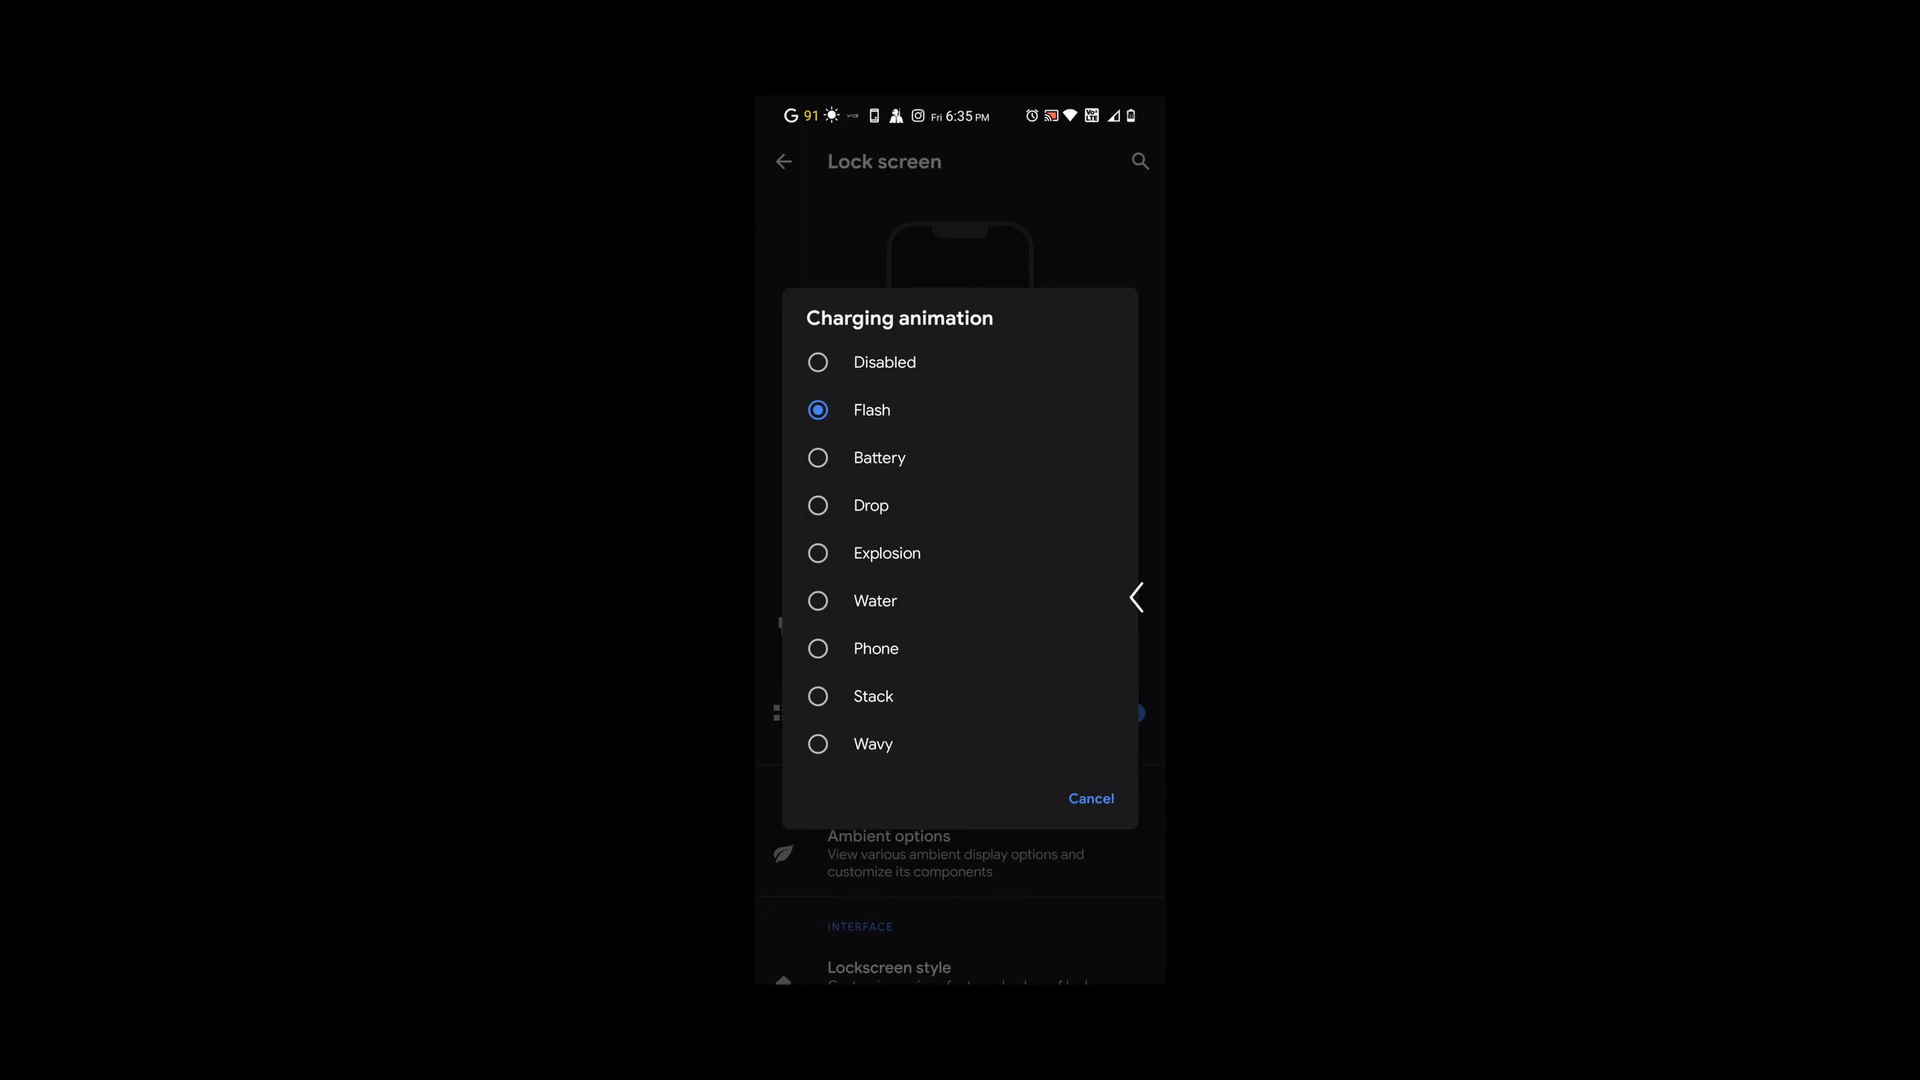 G 91 Fri 6:35 PM
Lock screen
Charging animation
Disabled
Flash
Battery
Drop
Explosion
Water
Phone
Stack
Wavy
Cancel
Ambient options
View various ambient display options and
customize its components
INTERFACE
Lockscreen style